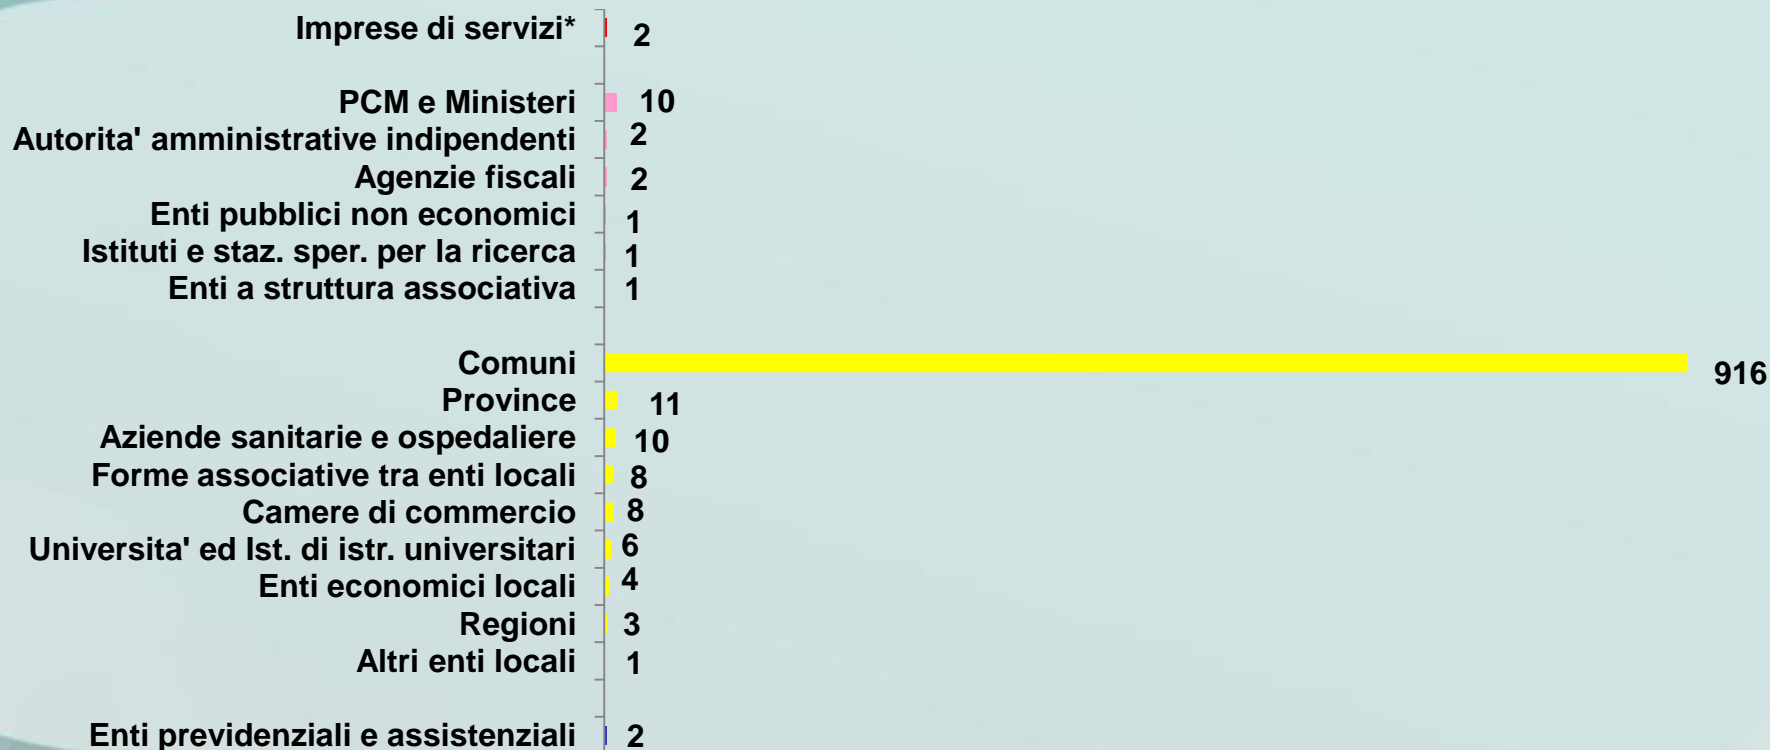 Imprese di servizi* 2
PCM e Ministeri 10
Autorita' amministrative indipendenti 2
Agenzie fiscali 2
Enti pubblici non economici 1
Istituti e staz. sper. per la ricerca 1
Enti a struttura associativa 1
Comuni 916
Province 11
Aziende sanitarie e ospedaliere 10
Forme associative tra enti locali 8
Camere di commercio 8
Universita' ed Ist. di istr. universitari 6
Enti economici locali 4
Regioni 3
Altri enti locali 1
Enti previdenziali e assistenziali 2